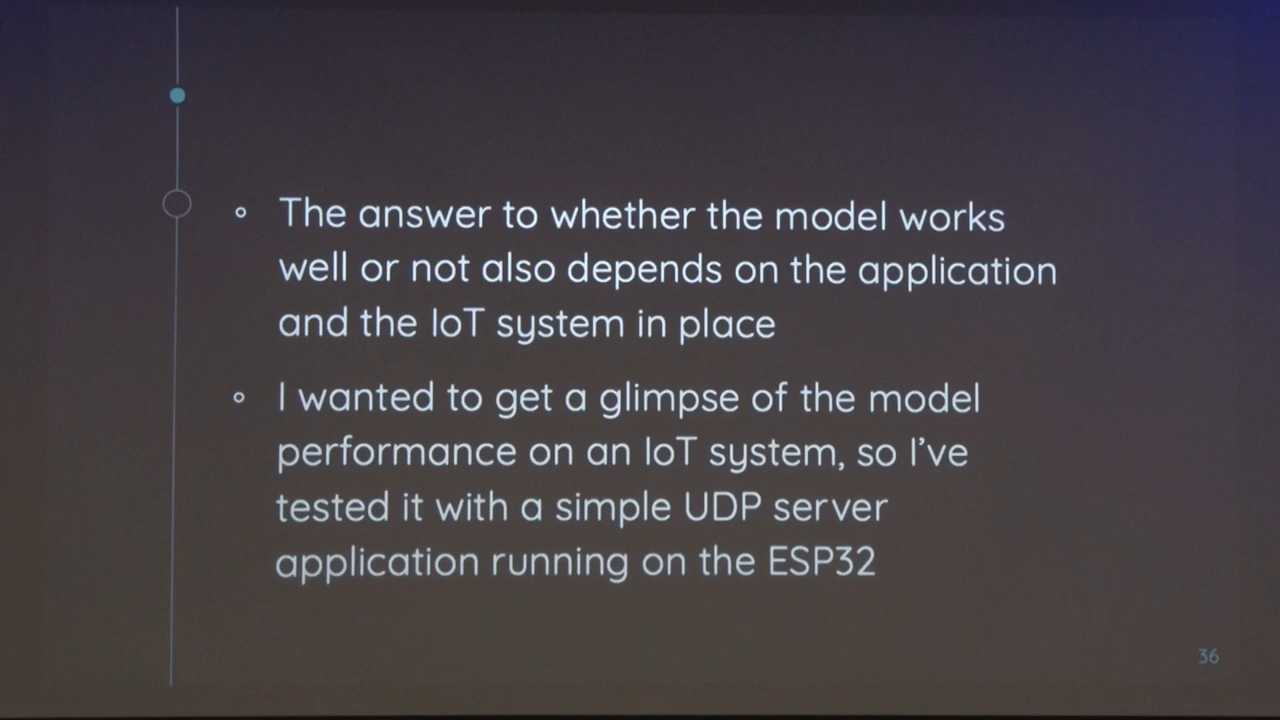 The answer to whether the model works
well or not also depends on the application
and the IoT system in place
I wanted to get a glimpse of the model
performance on an IoT system, so I've
tested it with a simple UDP server
application running on the ESP32
36